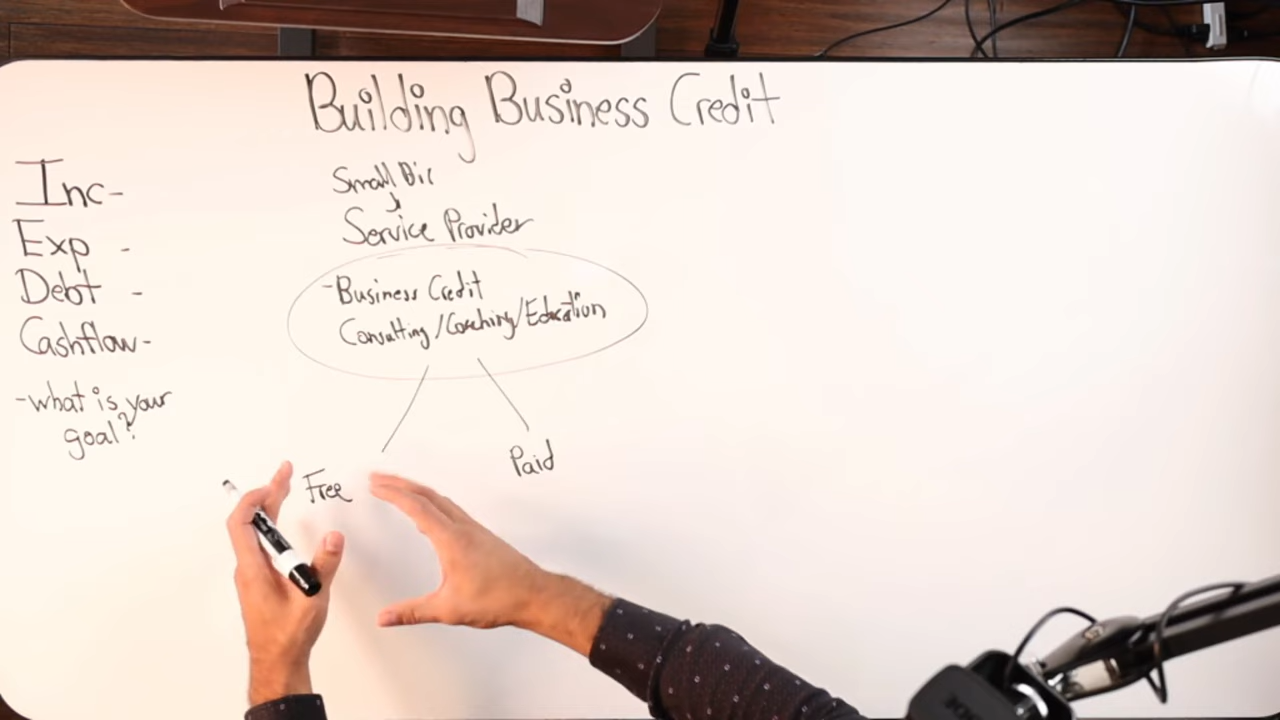 Building Business Credit
Inc-
Exp -
Debt -
Cashflow-
-what is your
goal?
Small
Service Provider
-Business Credit
Consulting/Coaching/Education
Free
Paid